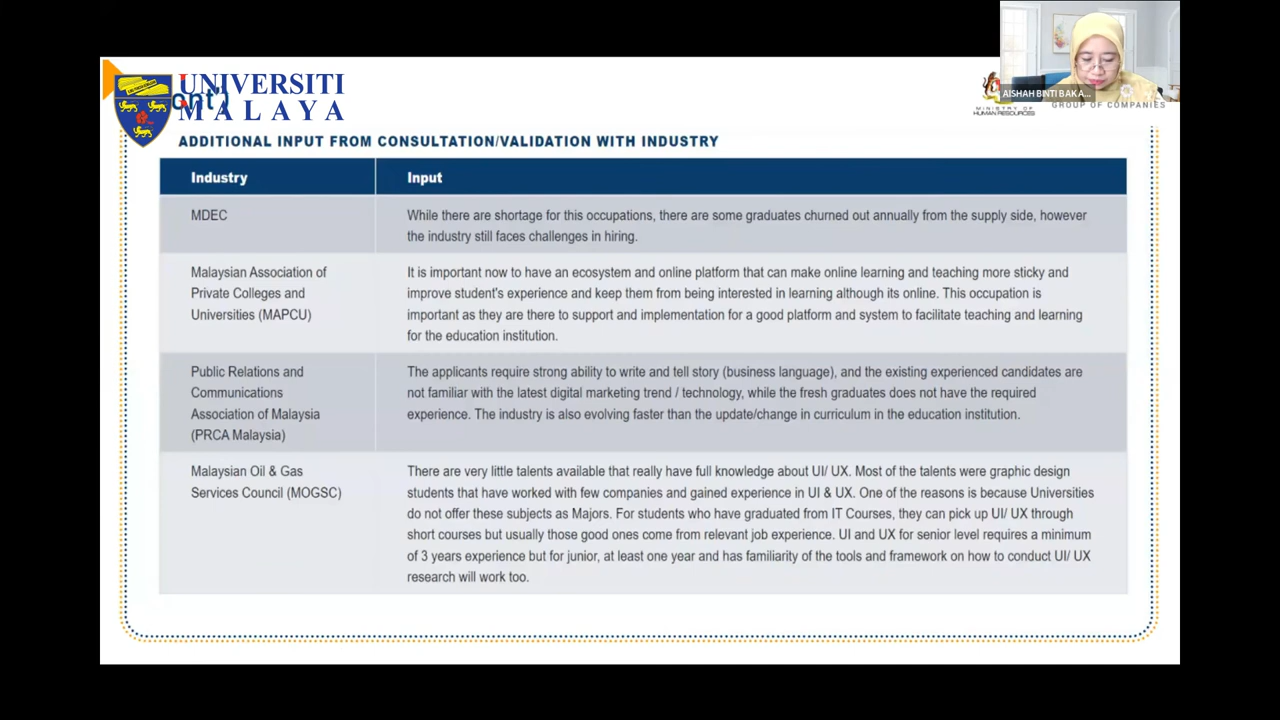 UNIVERSITI
MALAYA
cont')
AISHAH BINTI BAKA...
MINISTRY OF
HUMAN RESOURCES
GROUP OF COMPANIES
ADDITIONAL INPUT FROM CONSULTATION/VALIDATION WITH INDUSTRY
Industry
Input
MDEC
While there are shortage for this occupations, there are some graduates churned out annually from the supply side, however
the industry still faces challenges in hiring.
Malaysian Association of
Private Colleges and
Universities (MAPCU)
It is important now to have an ecosystem and online platform that can make online learning and teaching more sticky and
improve student's experience and keep them from being interested in learning although its online. This occupation is
important as they are there to support and implementation for a good platform and system to facilitate teaching and learning
for the education institution.
Public Relations and
Communications
Association of Malaysia
(PRCA Malaysia)
The applicants require strong ability to write and tell story (business language), and the existing experienced candidates are
not familiar with the latest digital marketing trend / technology, while the fresh graduates does not have the required
experience. The industry is also evolving faster than the update/change in curriculum in the education institution.
Malaysian Oil & Gas
Services Council (MOGSC)
There are very little talents available that really have full knowledge about UI/ UX. Most of the talents were graphic design
students that have worked with few companies and gained experience in UI & UX. One of the reasons is because Universities
do not offer these subjects as Majors. For students who have graduated from IT Courses, they can pick up UI/ UX through
short courses but usually those good ones come from relevant job experience. UI and UX for senior level requires a minimum
of 3 years experience but for junior, at least one year and has familiarity of the tools and framework on how to conduct UI/ UX
research will work too.